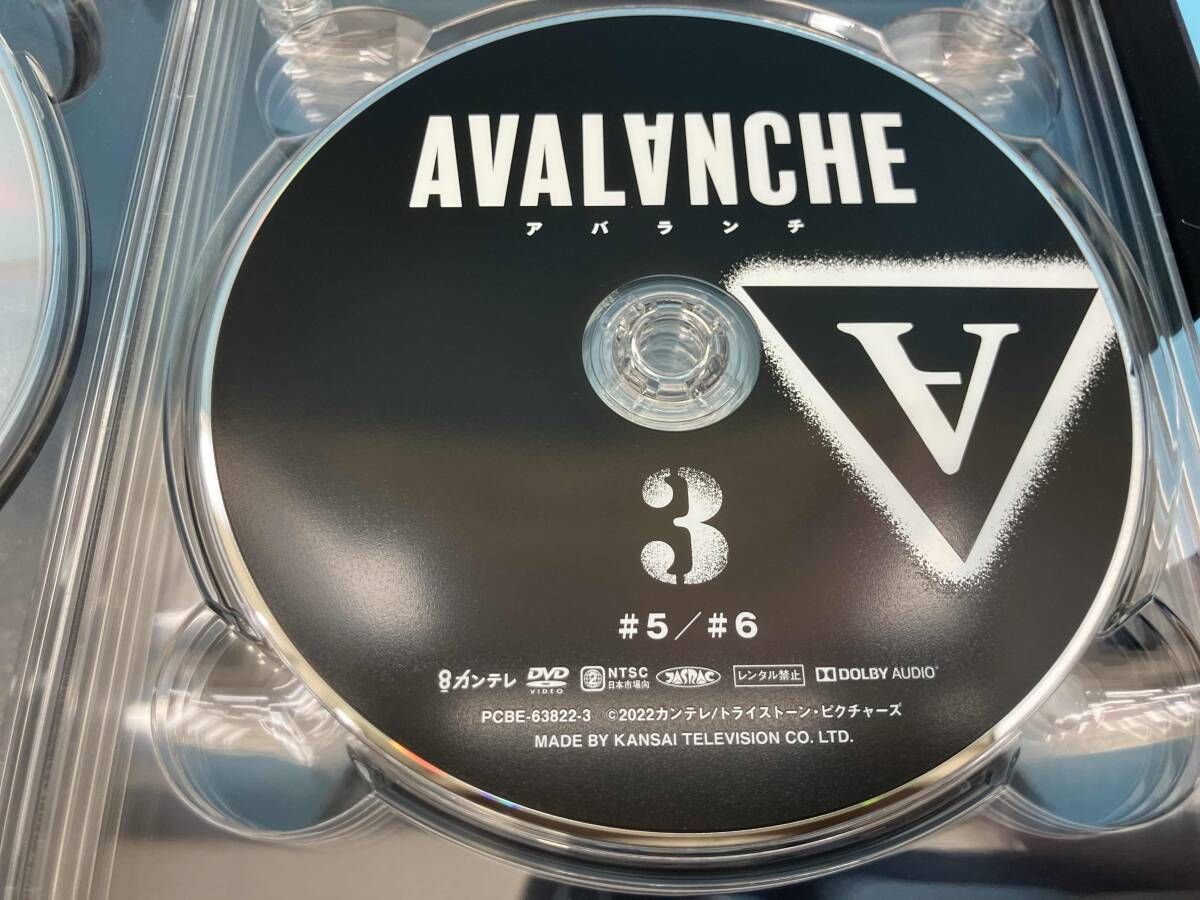 AVALANCHE
アバランチ
A
3
#5/#6
8カンテレ DVD VIDEO 2 NTSC 日本市場向 JASRAC レンタル禁止 DOLBY AUDIO
PCBE-63822-3 ©2022カンテレ/トライストーン・ピクチャーズ
MADE BY KANSAI TELEVISION CO. LTD.